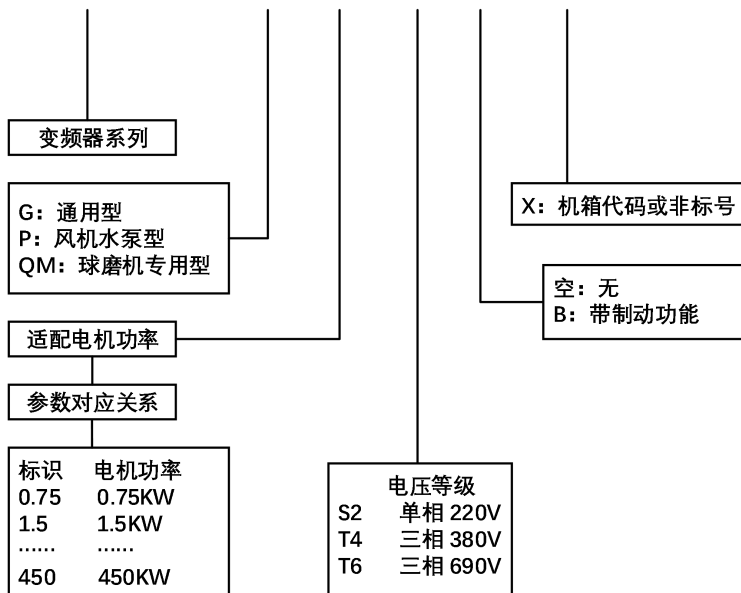 变频器系列
G：通用型
P：风机水泵型
QM：球磨机专用型
X：机箱代码或非标号
空：无
B：带制动功能
适配电机功率
参数对应关系
标识 电机功率
0.75 0.75KW
1.5 1.5KW
…… ……
450 450KW
电压等级
S2 单相 220V
T4 三相 380V
T6 三相 690V